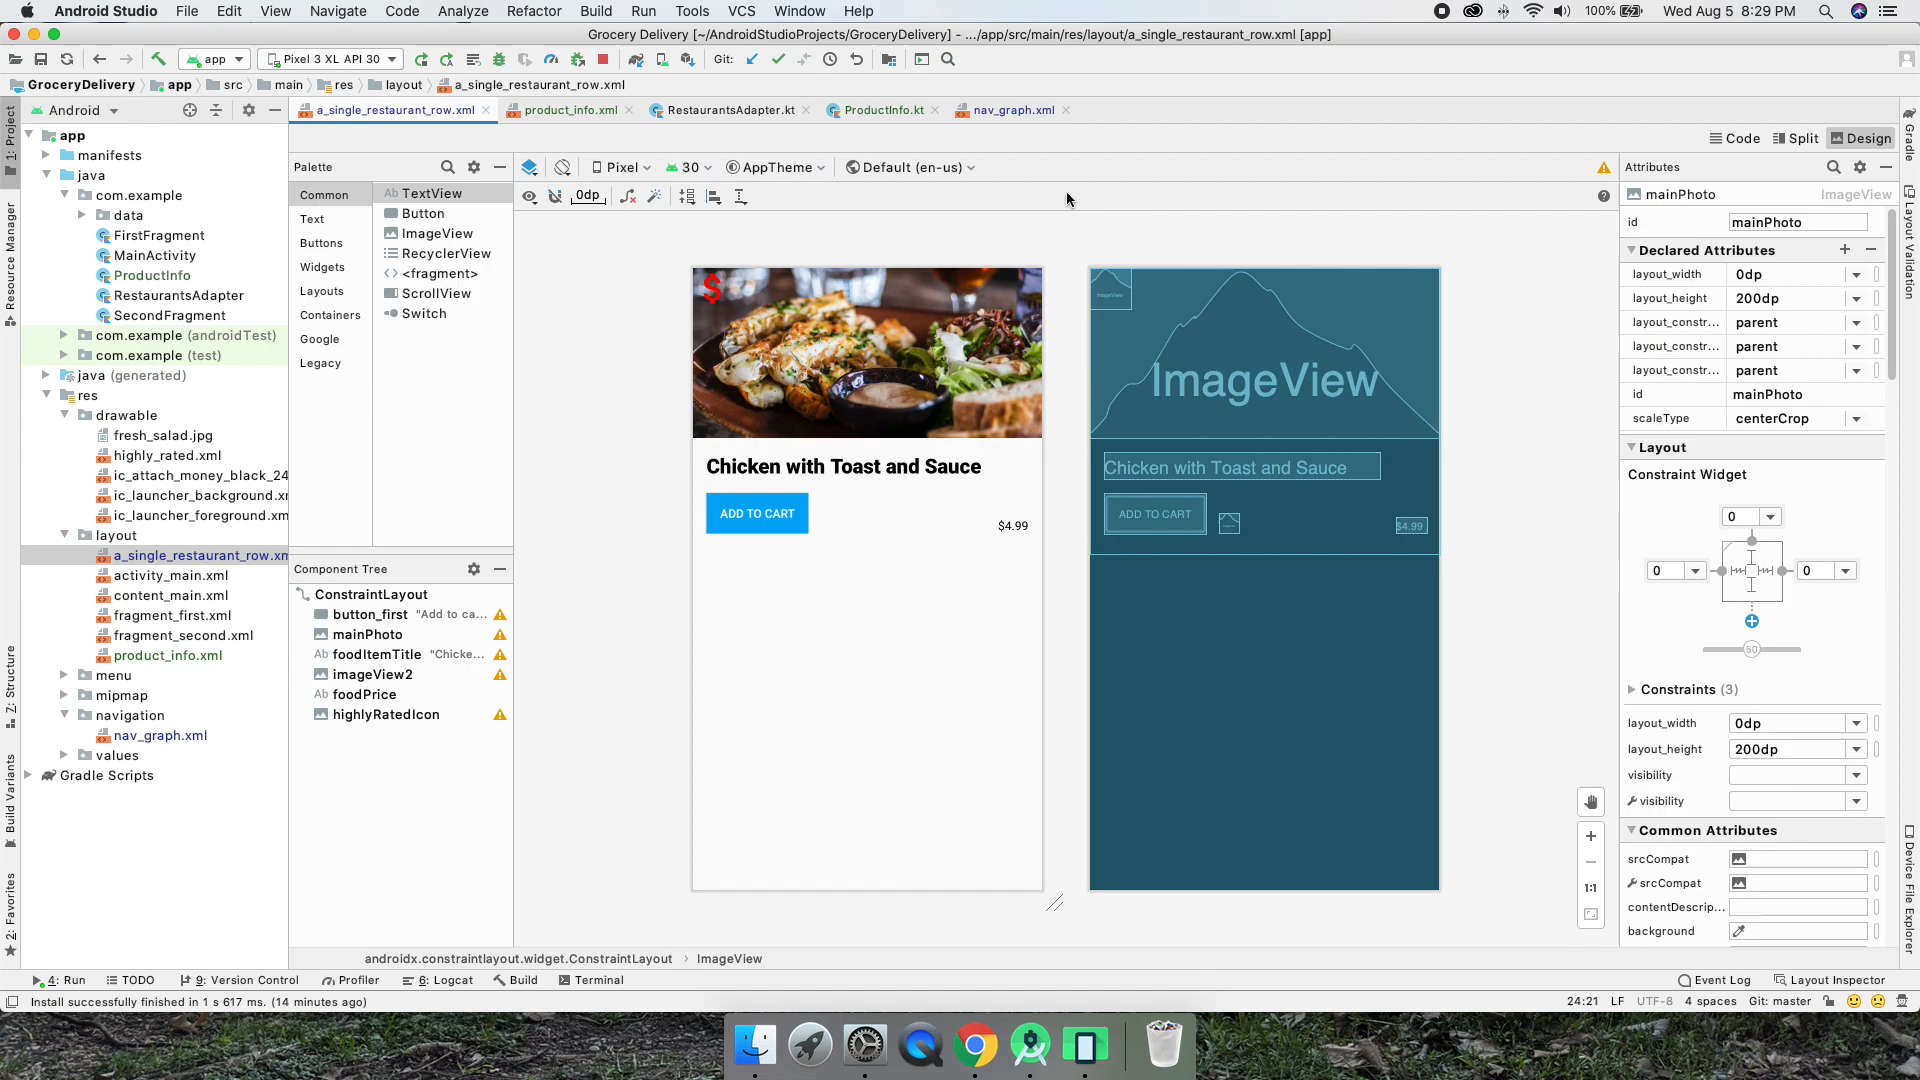 Android Studio File Edit View Navigate Code Analyze Refactor Build Run Tools VCS Window Help 100% Wed Aug 5 8:29 PM
Grocery Delivery [~/AndroidStudioProjects/GroceryDelivery] - .../app/src/main/res/layout/a_single_restaurant_row.xml [app]
app Pixel 3 XL API 30 Git:
GroceryDelivery app src main res layout a_single_restaurant_row.xml
Android a_single_restaurant_row.xml product_info.xml RestaurantsAdapter.kt ProductInfo.kt nav_graph.xml
Code Split Design
1: Project
Resource Manager
Z: Structure
Build Variants
2: Favorites
app
manifests
java
com.example
data
FirstFragment
MainActivity
ProductInfo
RestaurantsAdapter
SecondFragment
com.example (androidTest)
com.example (test)
java (generated)
res
drawable
fresh_salad.jpg
highly_rated.xml
ic_attach_money_black_24
ic_launcher_background.xr
ic_launcher_foreground.xm
layout
a_single_restaurant_row.xn
activity_main.xml
content_main.xml
fragment_first.xml
fragment_second.xml
product_info.xml
menu
mipmap
navigation
nav_graph.xml
values
Gradle Scripts
Palette
Common
Text
Buttons
Widgets
Layouts
Containers
Google
Legacy
Ab TextView
Button
ImageView
RecyclerView
<fragment>
ScrollView
Switch
Component Tree
ConstraintLayout
button_first "Add to ca...
mainPhoto
Ab foodItemTitle "Chicke...
imageView2
Ab foodPrice
highlyRatedIcon
Pixel 30 AppTheme Default (en-us)
0dp
$
Chicken with Toast and Sauce
ADD TO CART
$4.99
ImageView
ImageView
Chicken with Toast and Sauce
ADD TO CART
$4.99
1:1
Attributes
mainPhoto ImageView
id mainPhoto
Declared Attributes
layout_width 0dp
layout_height 200dp
layout_constr... parent
layout_constr... parent
layout_constr... parent
id mainPhoto
scaleType centerCrop
Layout
Constraint Widget
0
0 0
50
Constraints (3)
layout_width 0dp
layout_height 200dp
visibility
visibility
Common Attributes
srcCompat
srcCompat
contentDescrip...
background
Gradle
Layout Validation
Device File Explorer
androidx.constraintlayout.widget.ConstraintLayout ImageView
4: Run TODO 9: Version Control Profiler 6: Logcat Build Terminal Event Log Layout Inspector
Install successfully finished in 1 s 617 ms. (14 minutes ago) 24:21 LF UTF-8 4 spaces Git: master